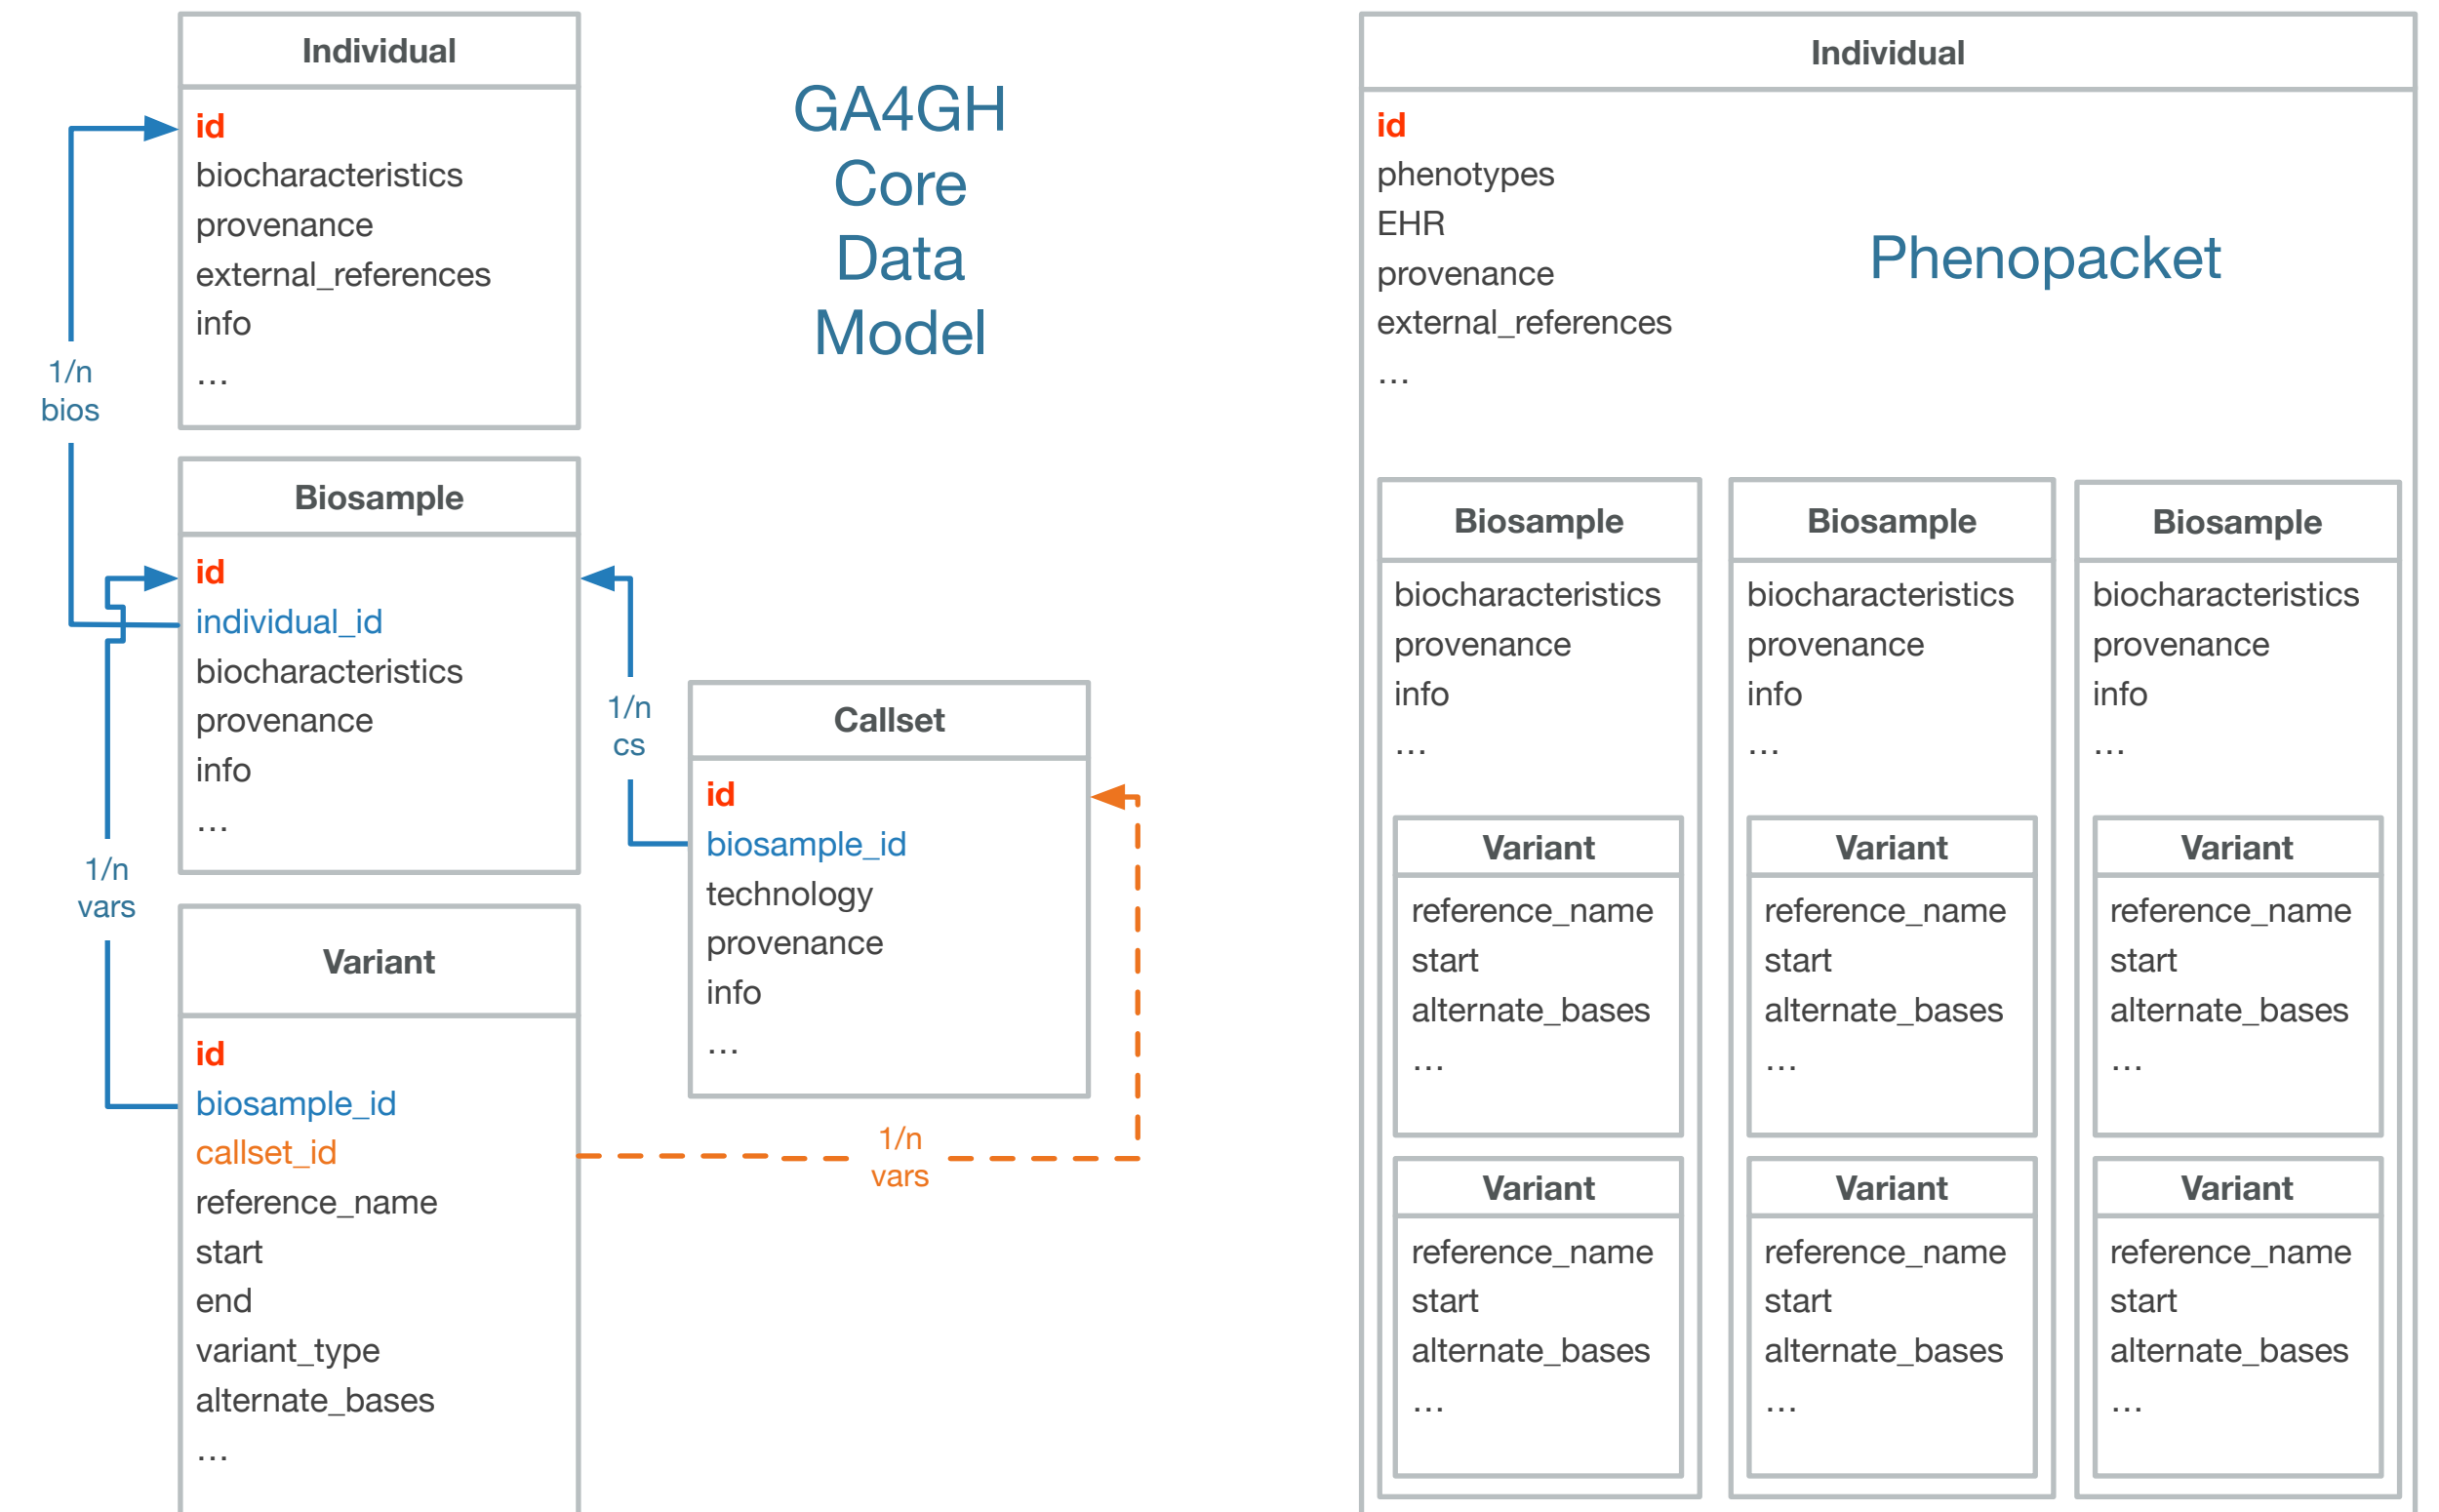 Individual
id
biocharacteristics
provenance
external_references
info
…
1/n
bios
Biosample
id
individual_id
biocharacteristics
provenance
info
…
1/n
vars
Variant
id
biosample_id
callset_id
reference_name
start
end
variant_type
alternate_bases
…
GA4GH
Core
Data
Model
1/n
cs
Callset
id
biosample_id
technology
provenance
info
…
1/n
vars
Individual
id
phenotypes
EHR
provenance
external_references
…
Phenopacket
Biosample
biocharacteristics
provenance
info
…
Variant
reference_name
start
alternate_bases
…
Variant
reference_name
start
alternate_bases
…
Biosample
biocharacteristics
provenance
info
…
Variant
reference_name
start
alternate_bases
…
Variant
reference_name
start
alternate_bases
…
Biosample
biocharacteristics
provenance
info
…
Variant
reference_name
start
alternate_bases
…
Variant
reference_name
start
alternate_bases
…